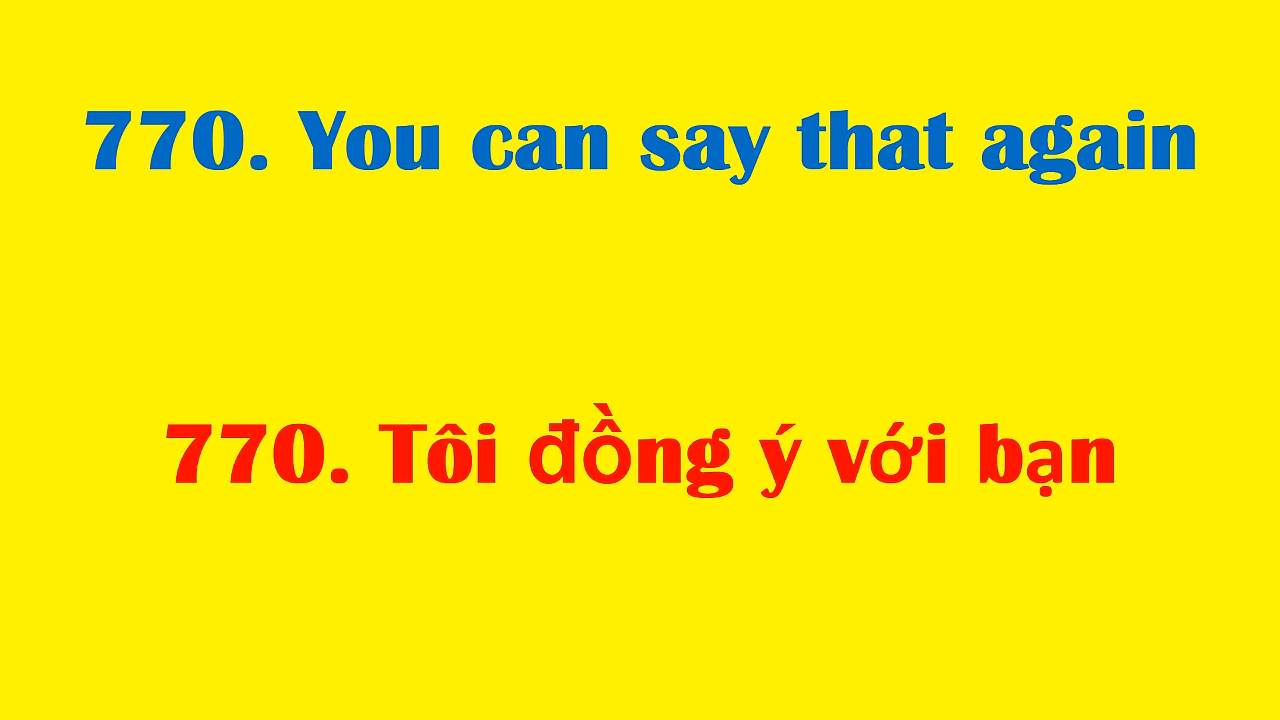 770. You can say that again
770. Tôi đồng ý với bạn